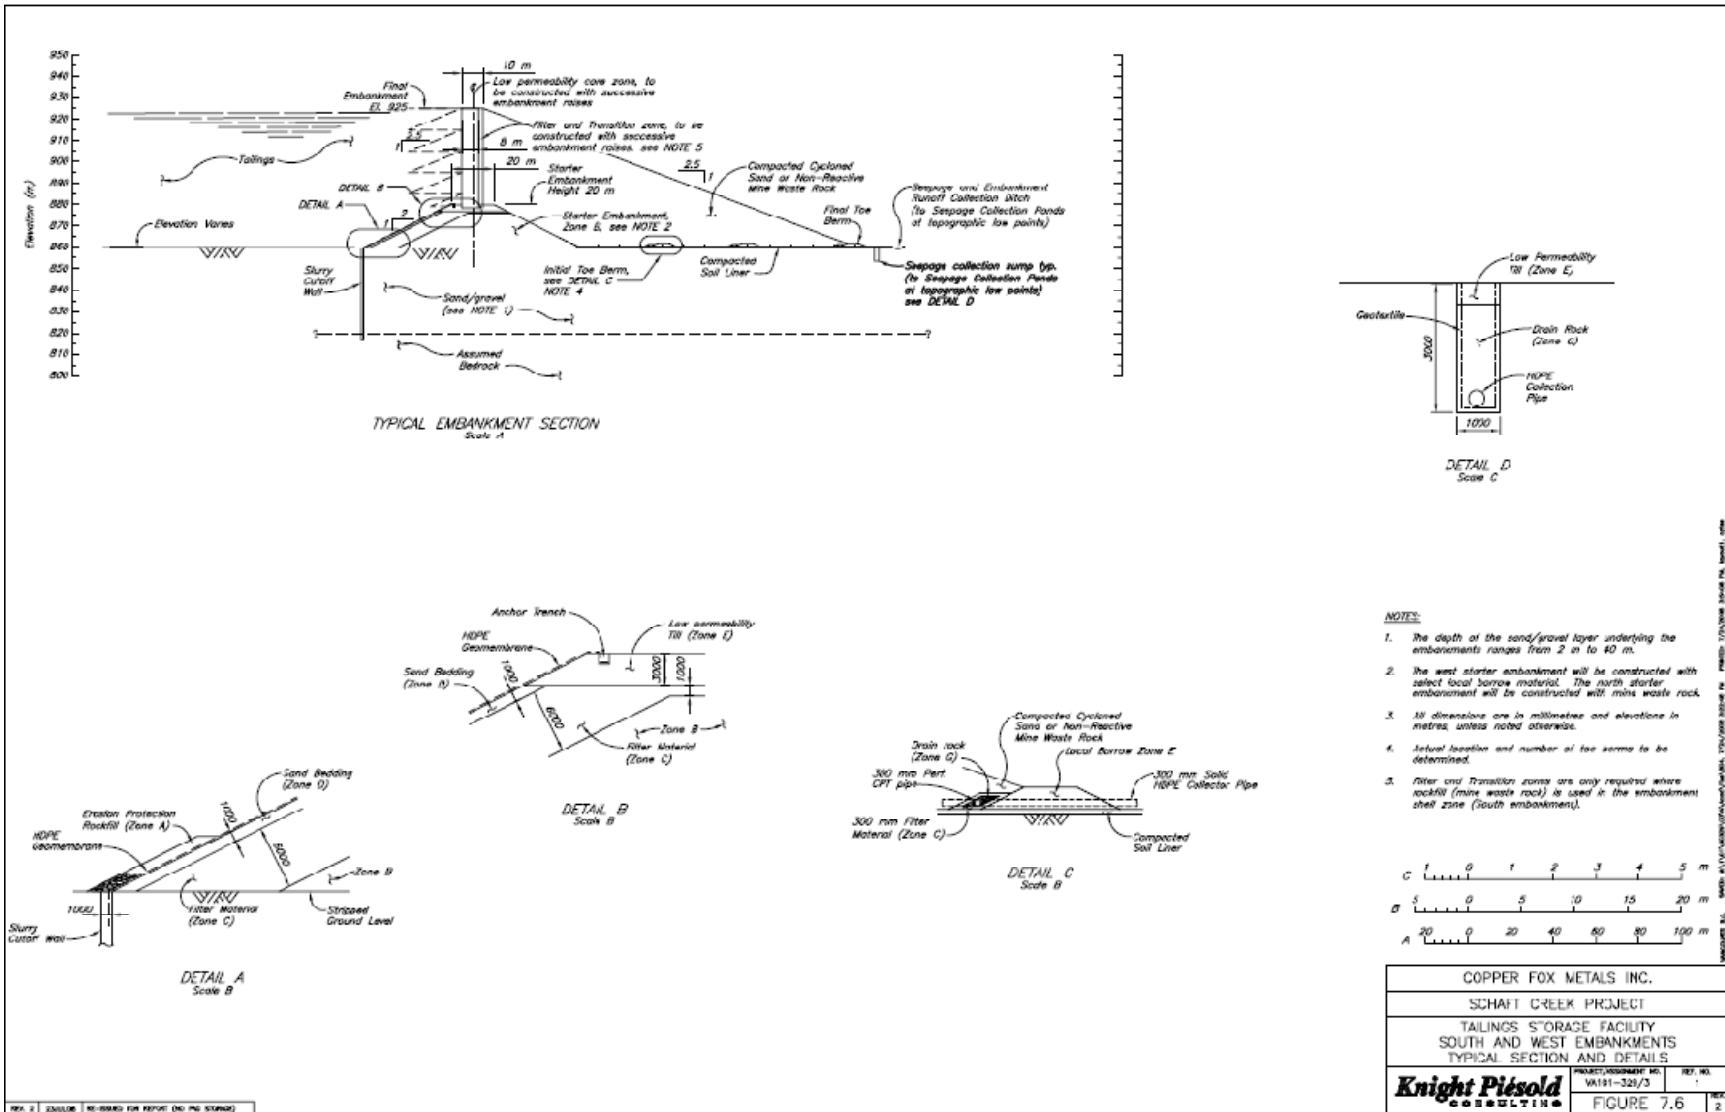 950
940
930
920
910
900
890
880
870
860
850
840
830
820
810
800
Elevation (m)
10 m
Low permeability core zone, to
be constructed with successive
embankment raises
Final
Embankment
El. 925
Filter and Transition zone, to be
constructed with successive
embankment raises, see NOTE 5
2.5
1
8 m
20 m
Tailings
Starter
Embankment
Height 20 m
2.5
1
Compacted Cycloned
Sand or Non-Reactive
Mine Waste Rock
DETAIL B
DETAIL A
2
1
Elevation Varies
Starter Embankment,
Zone B, see NOTE 2
Final Toe
Berm
Seepage and Embankment
Runoff Collection Ditch
(to Seepage Collection Ponds
at topographic low points)
Slurry
Cutoff
Wall
Initial Toe Berm,
see DETAIL C
NOTE 4
Compacted
Soil Liner
Seepage collection sump typ.
(to Seepage Collection Ponds
at topographic low points)
see DETAIL D
Sand/gravel
(see NOTE 1)
Assumed
Bedrock
TYPICAL EMBANKMENT SECTION
Scale A
Low Permeability
Till (Zone E)
Geotextile
Drain Rock
(Zone G)
3000
HDPE
Collection
Pipe
1000
DETAIL D
Scale C
Anchor Trench
Low permeability
Till (Zone E)
HDPE
Geomembrane
Sand Bedding
(Zone D)
1000
3000
1000
6000
Zone B
Filter Material
(Zone C)
DETAIL B
Scale B
Sand Bedding
(Zone D)
Erosion Protection
Rockfill (Zone A)
1000
HDPE
Geomembrane
Zone B
1000
Filter Material
(Zone C)
Stripped
Ground Level
Slurry
Cutoff Wall
DETAIL A
Scale B
Compacted Cycloned
Sand or Non-Reactive
Mine Waste Rock
Drain rock
(Zone G)
Local Borrow Zone E
300 mm Perf.
CPT pipe
300 mm Solid
HDPE Collector Pipe
300 mm Filter
Material (Zone C)
Compacted
Soil Liner
DETAIL C
Scale B
NOTES:
1. The depth of the sand/gravel layer underlying the
embankments ranges from 2 m to 40 m.
2. The west starter embankment will be constructed with
select local borrow material. The north starter
embankment will be constructed with mine waste rock.
3. All dimensions are in millimetres and elevations in
metres, unless noted otherwise.
4. Actual location and number of toe berms to be
determined.
5. Filter and Transition zones are only required where
rockfill (mine waste rock) is used in the embankment
shell zone (South embankment).
C 1 0 1 2 3 4 5 m
B 5 0 5 10 15 20 m
A 20 0 20 40 60 80 100 m
COPPER FOX METALS INC.
SCHAFT CREEK PROJECT
TAILINGS STORAGE FACILITY
SOUTH AND WEST EMBANKMENTS
TYPICAL SECTION AND DETAILS
Knight Piésold
CONSULTING
PROJECT/ASSIGNMENT NO.
VA101-329/3
REF. NO.
1
FIGURE 7.6
REV.
2
REV. 2
RE-ISSUED FOR REPORT